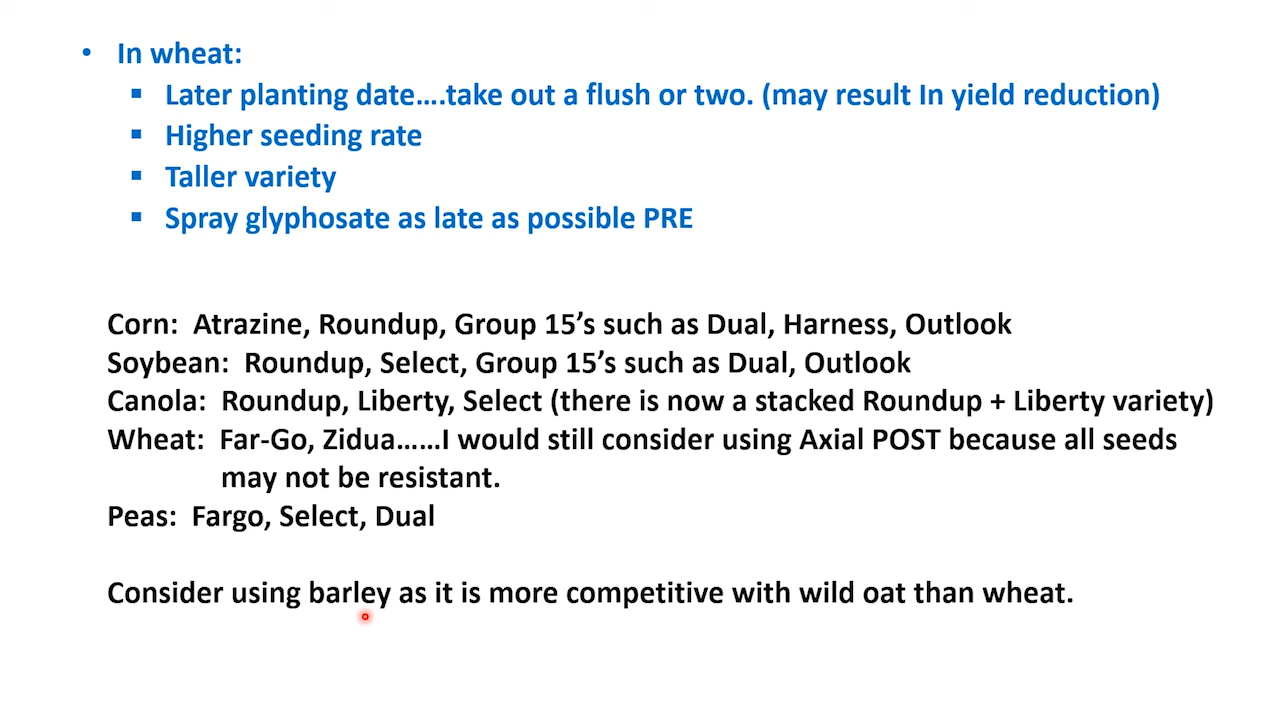 • In wheat:
▪ Later planting date….take out a flush or two. (may result In yield reduction)
▪ Higher seeding rate
▪ Taller variety
▪ Spray glyphosate as late as possible PRE
Corn: Atrazine, Roundup, Group 15’s such as Dual, Harness, Outlook
Soybean: Roundup, Select, Group 15’s such as Dual, Outlook
Canola: Roundup, Liberty, Select (there is now a stacked Roundup + Liberty variety)
Wheat: Far-Go, Zidua……I would still consider using Axial POST because all seeds
may not be resistant.
Peas: Fargo, Select, Dual
Consider using barley as it is more competitive with wild oat than wheat.